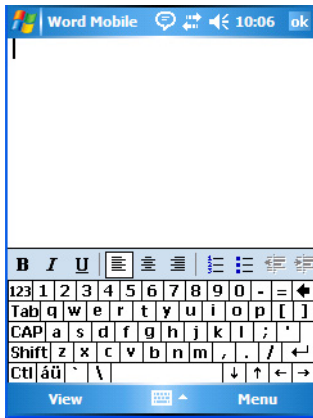 Word Mobile 10:06 ok
B I U
123 1 2 3 4 5 6 7 8 9 0 - =
Tab q w e r t y u i o p [ ]
CAP a s d f g h j k l ; '
Shift z x c v b n m , . /
Ctl áü ` \
View Menu